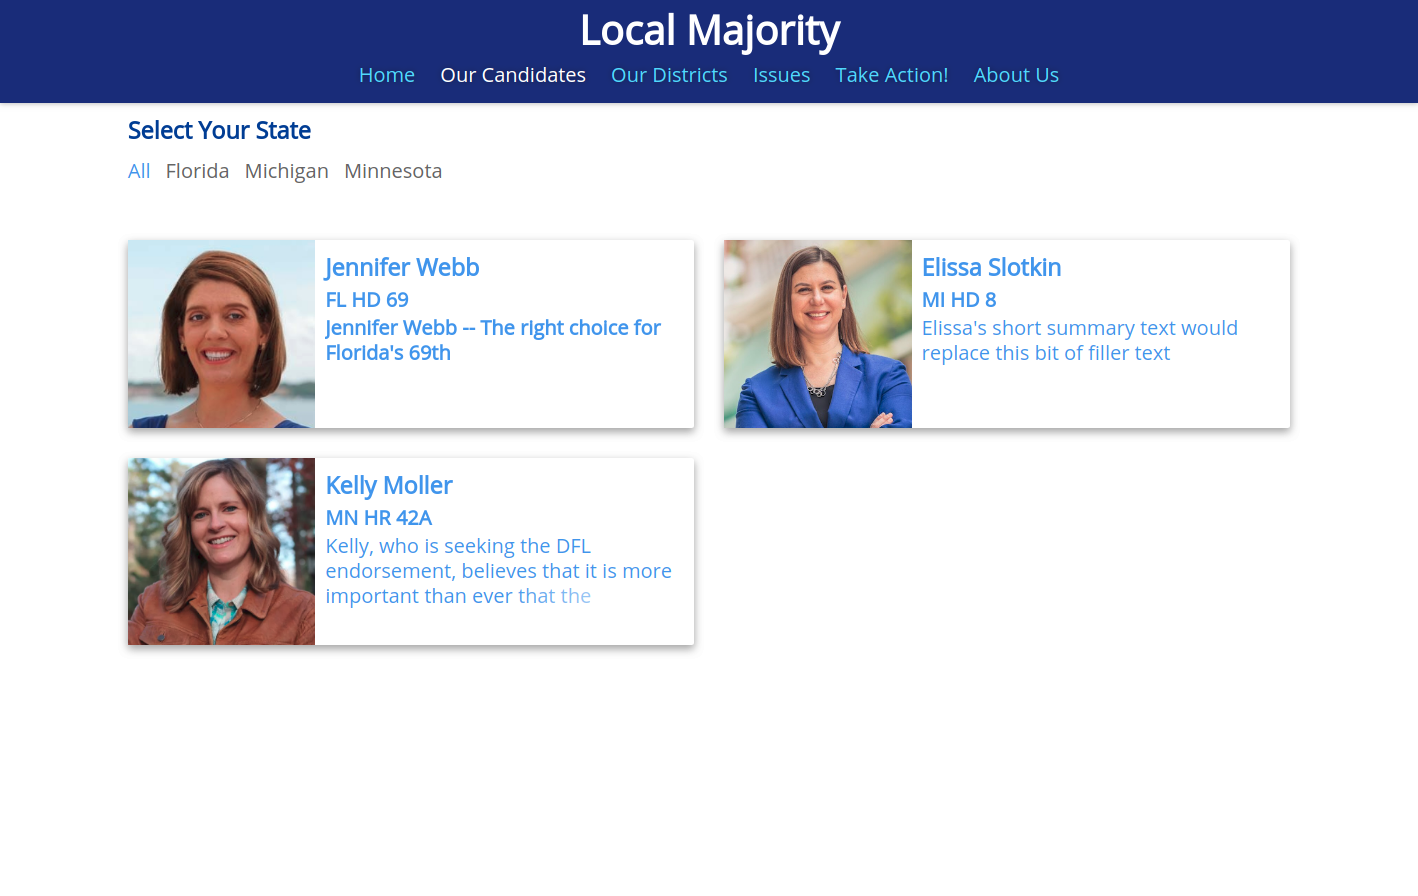 Local Majority
Home Our Candidates Our Districts Issues Take Action! About Us
Select Your State
All Florida Michigan Minnesota
Jennifer Webb
FL HD 69
Jennifer Webb -- The right choice for
Florida's 69th
Elissa Slotkin
MI HD 8
Elissa's short summary text would
replace this bit of filler text
Kelly Moller
MN HR 42A
Kelly, who is seeking the DFL
endorsement, believes that it is more
important than ever that the